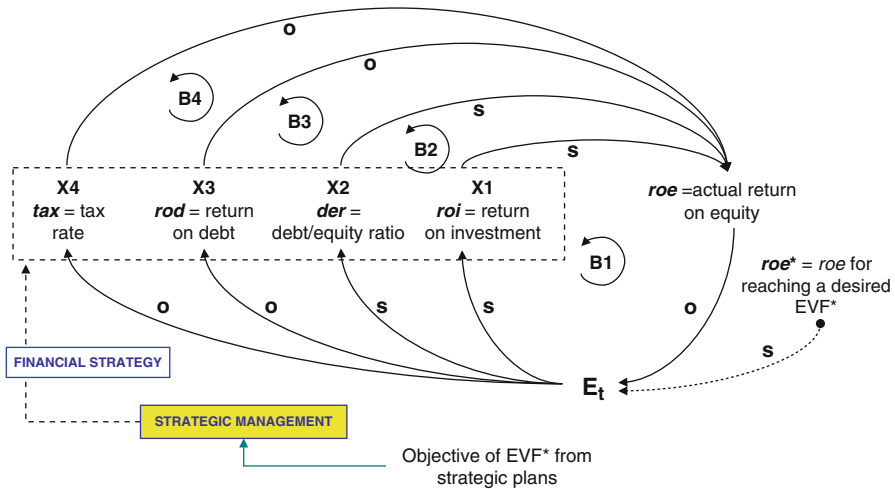 o
o
B4
B3
s
B2
s
X4
X3
X2
X1
tax = tax
rate
rod = return
on debt
der =
debt/equity ratio
roi = return
on investment
roe =actual return
on equity
B1
roe* = roe for
reaching a desired
EVF*
o
o
s
s
o
s
FINANCIAL STRATEGY
Et
STRATEGIC MANAGEMENT
Objective of EVF* from
strategic plans